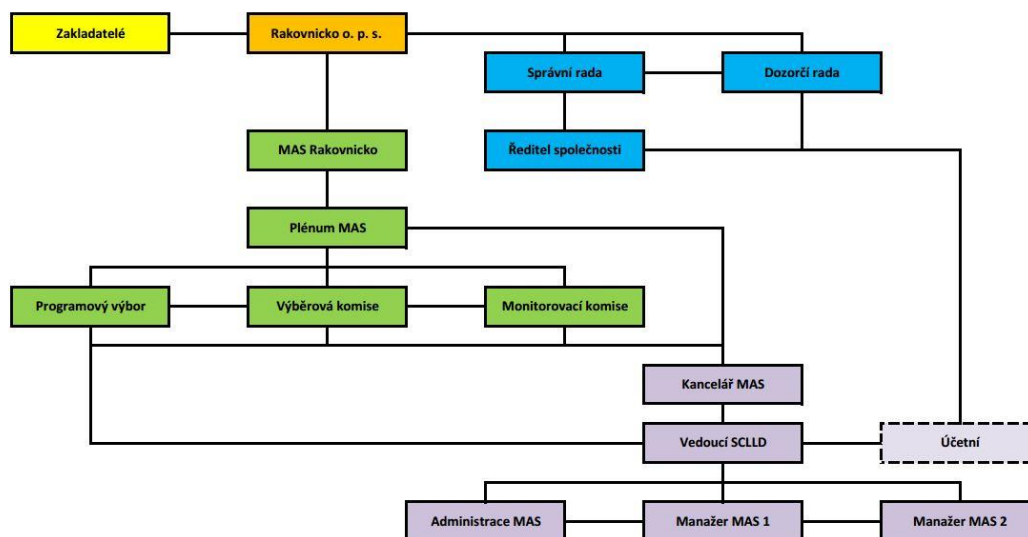 Zakladatelé
Rakovnicko o. p. s.
Správní rada
Dozorčí rada
MAS Rakovnicko
Ředitel společnosti
Plénum MAS
Programový výbor
Výběrová komise
Monitorovací komise
Kancelář MAS
Vedoucí SCLLD
Účetní
Administrace MAS
Manažer MAS 1
Manažer MAS 2